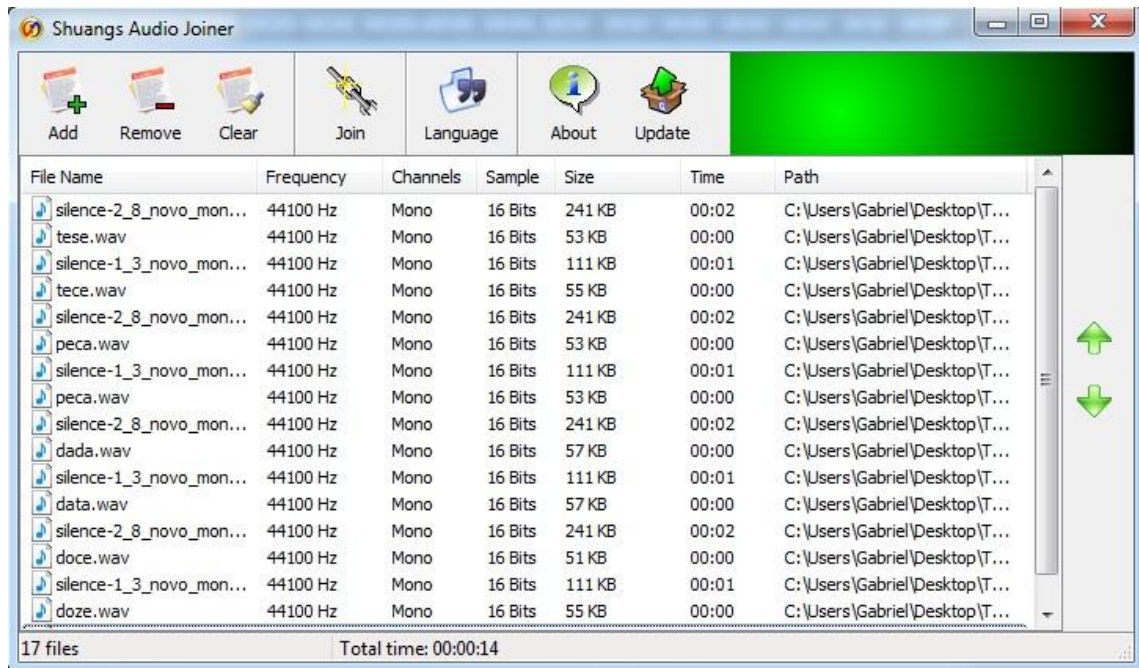 Shuangs Audio Joiner
Add Remove Clear Join Language About Update
File Name Frequency Channels Sample Size Time Path
silence-2_8_novo_mon... 44100 Hz Mono 16 Bits 241 KB 00:02 C:\Users\Gabriel\Desktop\T...
tese.wav 44100 Hz Mono 16 Bits 53 KB 00:00 C:\Users\Gabriel\Desktop\T...
silence-1_3_novo_mon... 44100 Hz Mono 16 Bits 111 KB 00:01 C:\Users\Gabriel\Desktop\T...
tece.wav 44100 Hz Mono 16 Bits 55 KB 00:00 C:\Users\Gabriel\Desktop\T...
silence-2_8_novo_mon... 44100 Hz Mono 16 Bits 241 KB 00:02 C:\Users\Gabriel\Desktop\T...
peca.wav 44100 Hz Mono 16 Bits 53 KB 00:00 C:\Users\Gabriel\Desktop\T...
silence-1_3_novo_mon... 44100 Hz Mono 16 Bits 111 KB 00:01 C:\Users\Gabriel\Desktop\T...
peca.wav 44100 Hz Mono 16 Bits 53 KB 00:00 C:\Users\Gabriel\Desktop\T...
silence-2_8_novo_mon... 44100 Hz Mono 16 Bits 241 KB 00:02 C:\Users\Gabriel\Desktop\T...
dada.wav 44100 Hz Mono 16 Bits 57 KB 00:00 C:\Users\Gabriel\Desktop\T...
silence-1_3_novo_mon... 44100 Hz Mono 16 Bits 111 KB 00:01 C:\Users\Gabriel\Desktop\T...
data.wav 44100 Hz Mono 16 Bits 57 KB 00:00 C:\Users\Gabriel\Desktop\T...
silence-2_8_novo_mon... 44100 Hz Mono 16 Bits 241 KB 00:02 C:\Users\Gabriel\Desktop\T...
doce.wav 44100 Hz Mono 16 Bits 51 KB 00:00 C:\Users\Gabriel\Desktop\T...
silence-1_3_novo_mon... 44100 Hz Mono 16 Bits 111 KB 00:01 C:\Users\Gabriel\Desktop\T...
doze.wav 44100 Hz Mono 16 Bits 55 KB 00:00 C:\Users\Gabriel\Desktop\T...
17 files Total time: 00:00:14